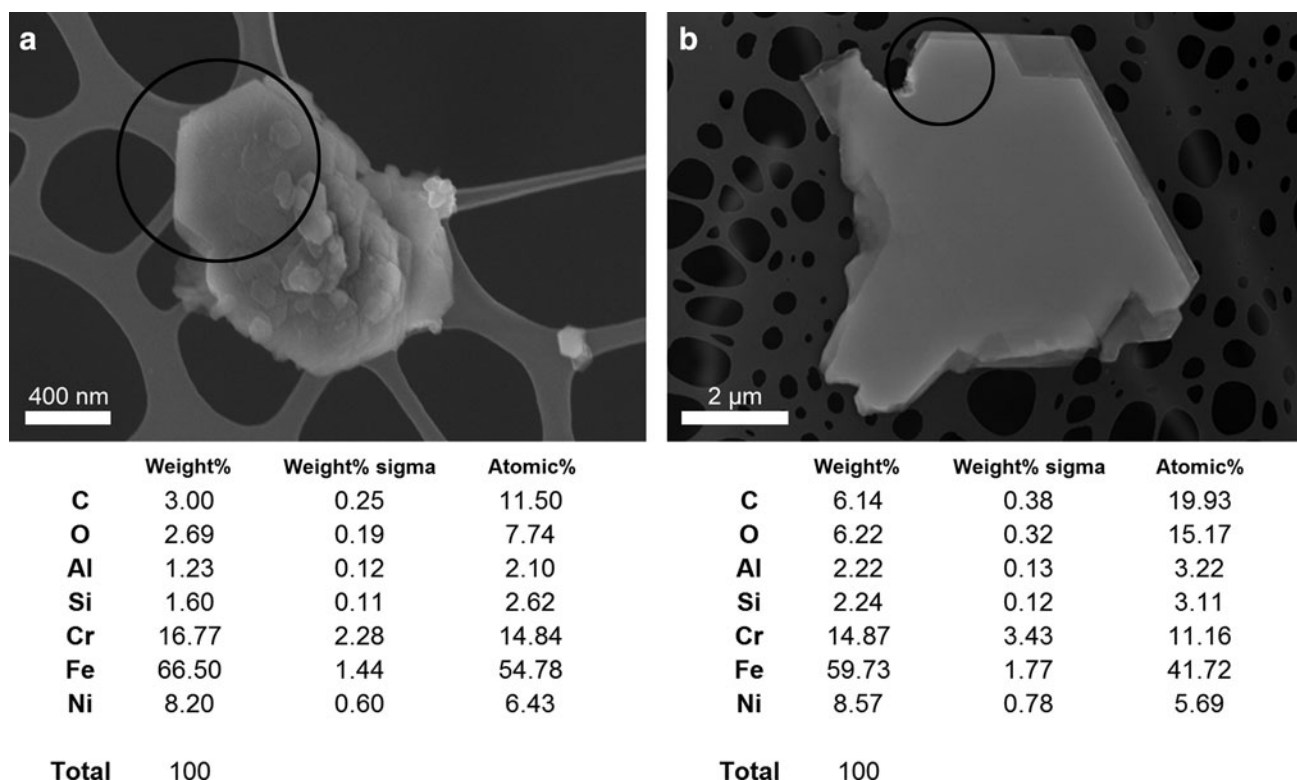 a
400 nm
Weight% Weight% sigma Atomic%
C 3.00 0.25 11.50
O 2.69 0.19 7.74
Al 1.23 0.12 2.10
Si 1.60 0.11 2.62
Cr 16.77 2.28 14.84
Fe 66.50 1.44 54.78
Ni 8.20 0.60 6.43
Total 100
b
2 µm
Weight% Weight% sigma Atomic%
C 6.14 0.38 19.93
O 6.22 0.32 15.17
Al 2.22 0.13 3.22
Si 2.24 0.12 3.11
Cr 14.87 3.43 11.16
Fe 59.73 1.77 41.72
Ni 8.57 0.78 5.69
Total 100